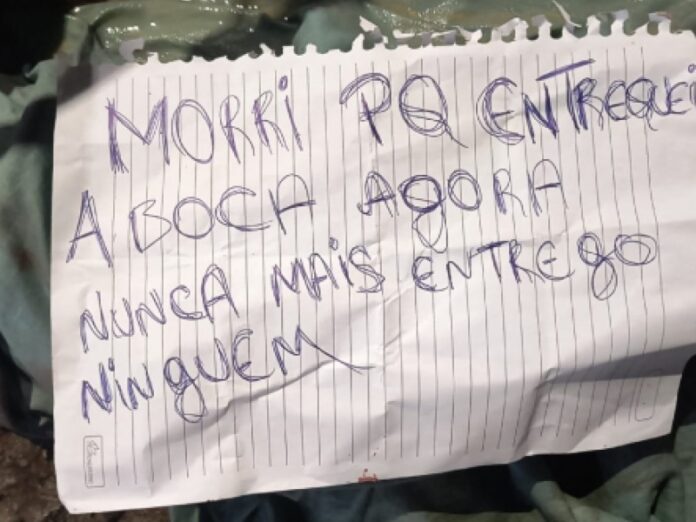 MORRI PQ ENTREGUEI
A BOCA AGORA
NUNCA MAIS ENTREGO
NINGUEM